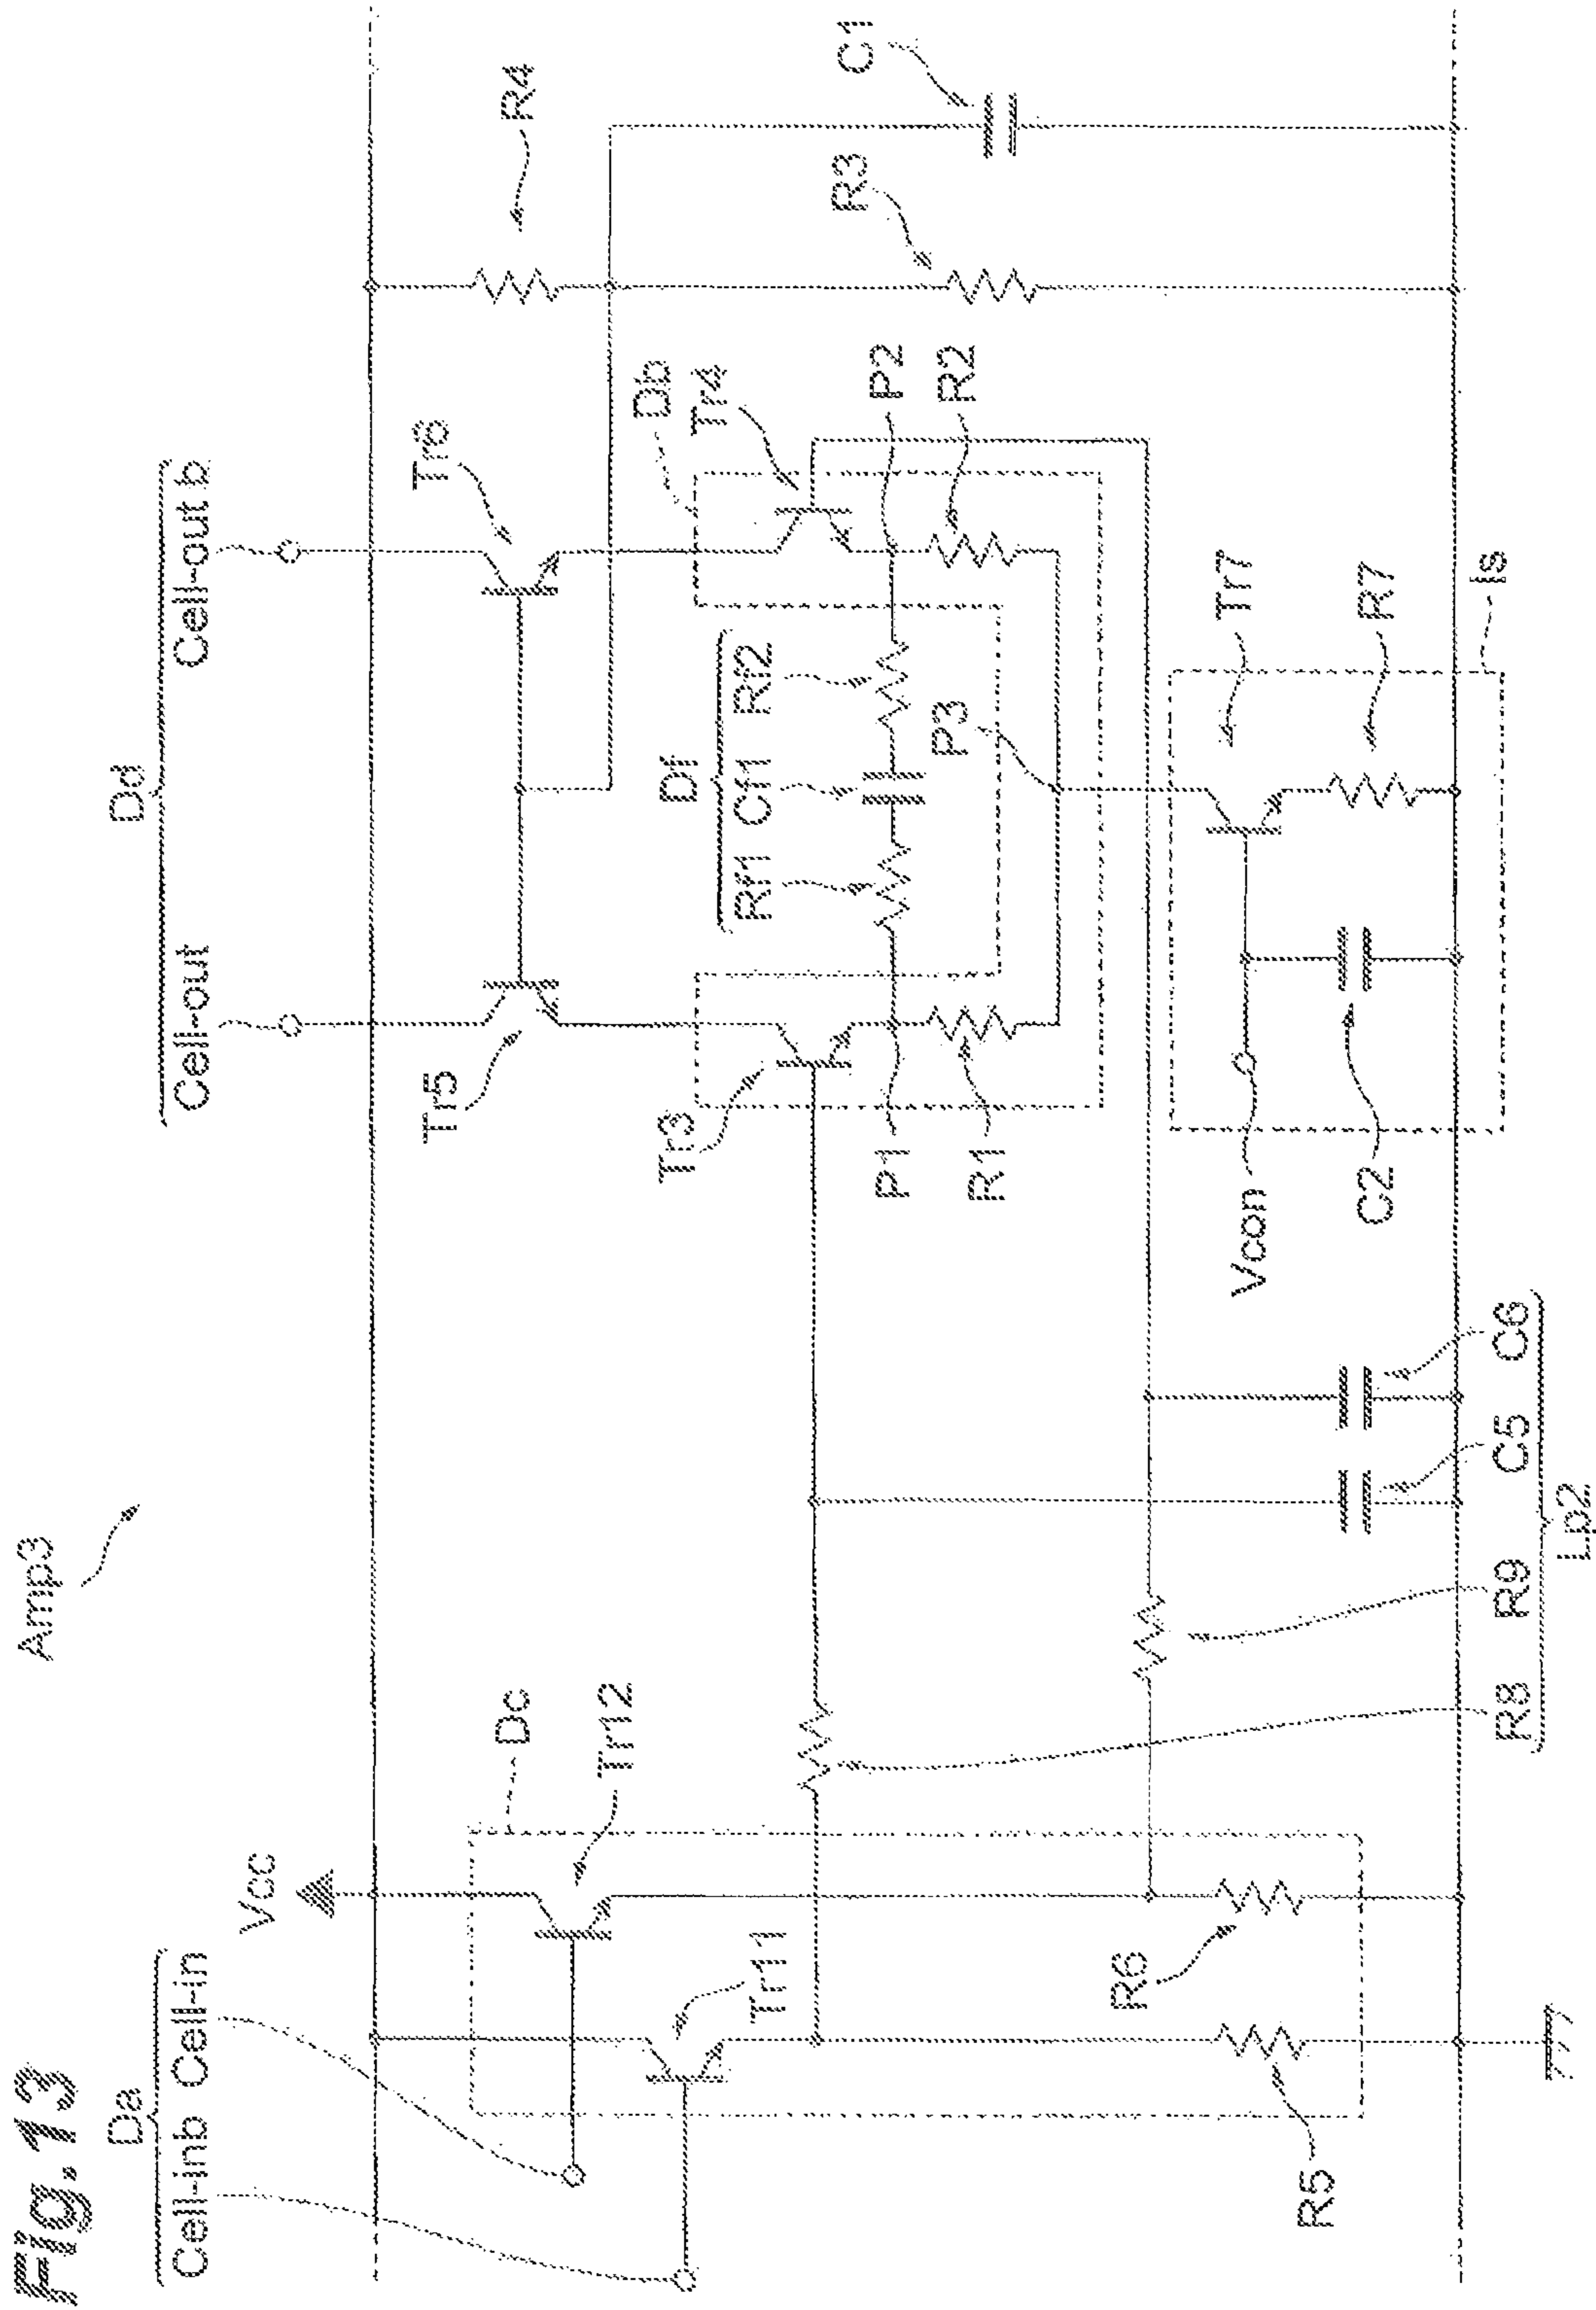 Fig.13
Amp3
Da
Cell-inb Cell-in
Vcc
Dd
Cell-out
Cell-out b
Dc
Tr12
Tr11
Tr5
Tr6
R4
Db
Tr4
Tr3
Df
Rf1 Cf1 Rf2
P1
P2
P3
R1
R2
R3
C1
R6
R5
Vcon
C2
Tr7
R7
Is
R8 R9 C5 C6
Lp2